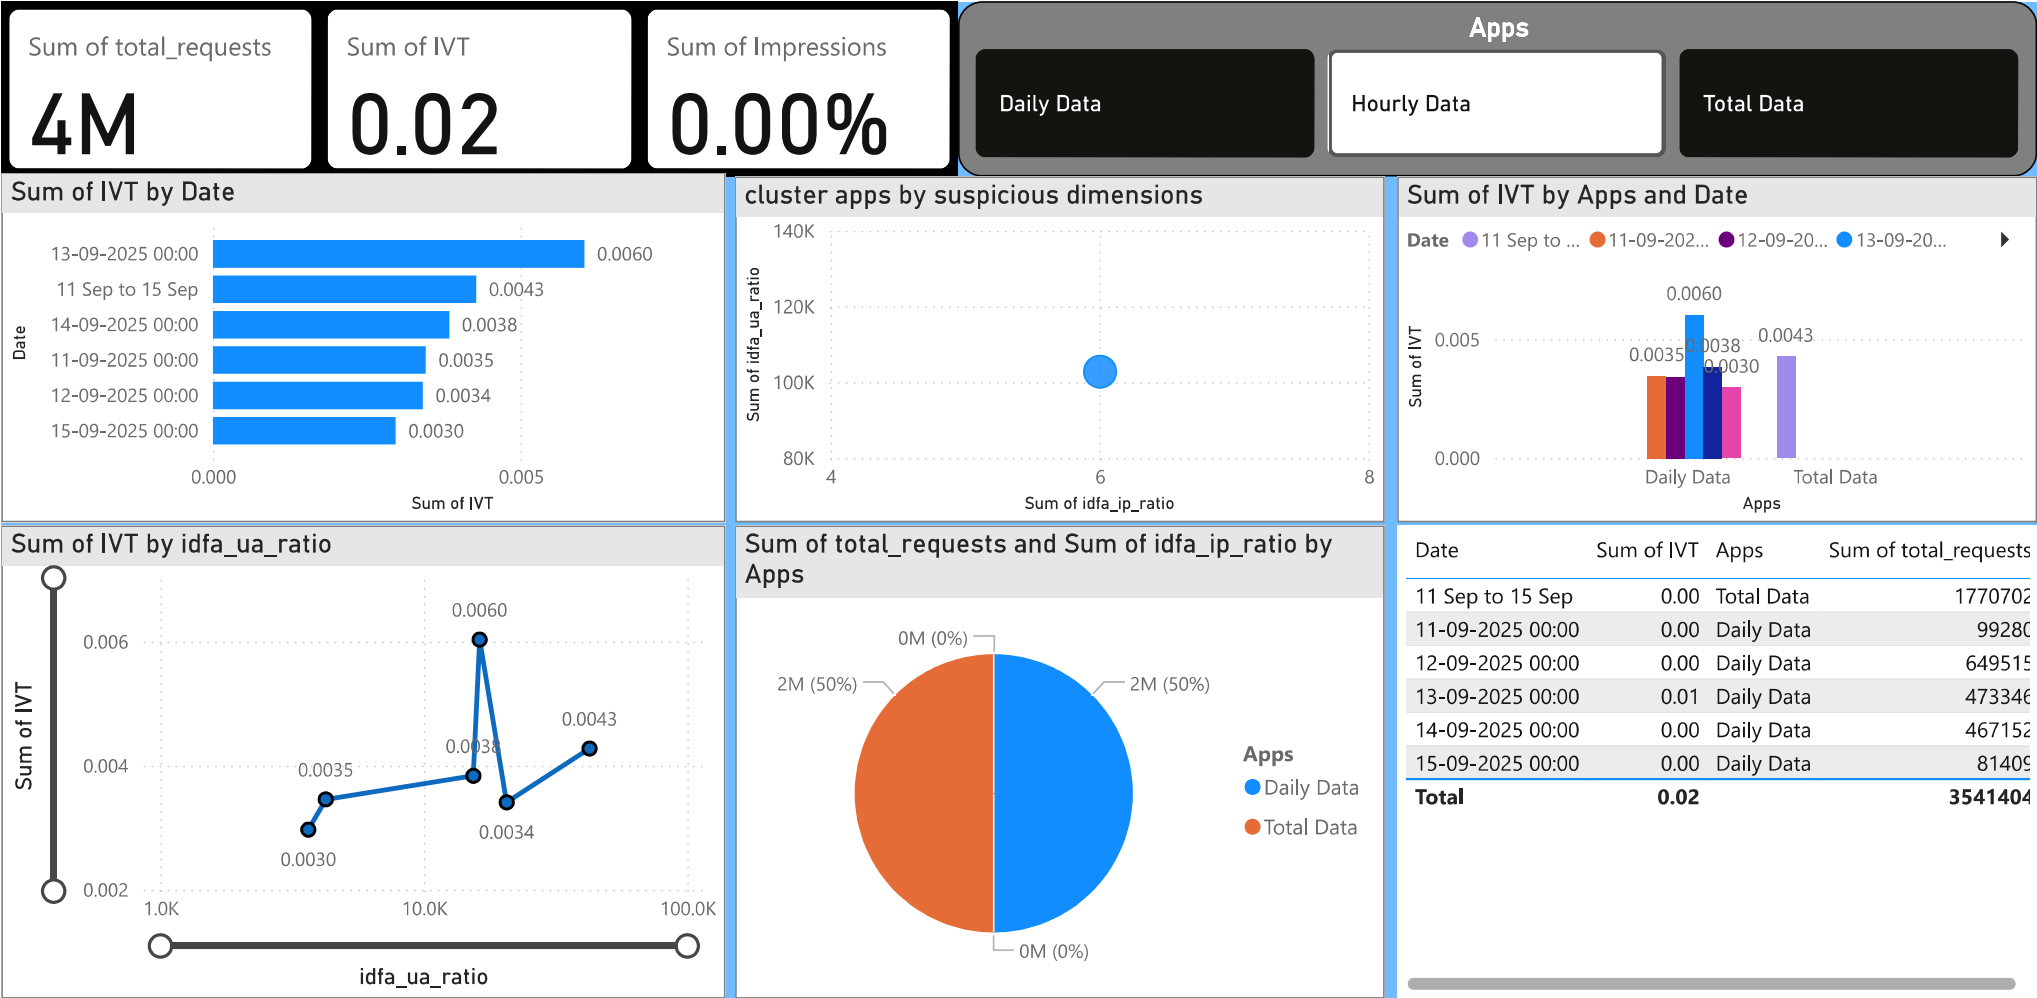 Sum of total_requests
4M
Sum of IVT
0.02
Sum of Impressions
0.00%
Apps
Daily Data
Hourly Data
Total Data
Sum of IVT by Date
Date
13-09-2025 00:00
0.0060
11 Sep to 15 Sep
0.0043
14-09-2025 00:00
0.0038
11-09-2025 00:00
0.0035
12-09-2025 00:00
0.0034
15-09-2025 00:00
0.0030
0.000
0.005
Sum of IVT
cluster apps by suspicious dimensions
Sum of idfa_ua_ratio
140K
120K
100K
80K
4
6
8
Sum of idfa_ip_ratio
Sum of IVT by Apps and Date
Date
11 Sep to ...
11-09-202...
12-09-20...
13-09-20...
Sum of IVT
0.005
0.000
0.0035
0.0060
0.0038
0.0030
0.0043
Daily Data
Total Data
Apps
Sum of IVT by idfa_ua_ratio
Sum of IVT
0.006
0.004
0.002
0.0030
0.0035
0.0038
0.0060
0.0034
0.0043
1.0K
10.0K
100.0K
idfa_ua_ratio
Sum of total_requests and Sum of idfa_ip_ratio by
Apps
0M (0%)
2M (50%)
2M (50%)
0M (0%)
Apps
Daily Data
Total Data
Date Sum of IVT Apps Sum of total_requests
11 Sep to 15 Sep 0.00 Total Data 1770702
11-09-2025 00:00 0.00 Daily Data 99280
12-09-2025 00:00 0.00 Daily Data 649515
13-09-2025 00:00 0.01 Daily Data 473346
14-09-2025 00:00 0.00 Daily Data 467152
15-09-2025 00:00 0.00 Daily Data 81409
Total 0.02 3541404